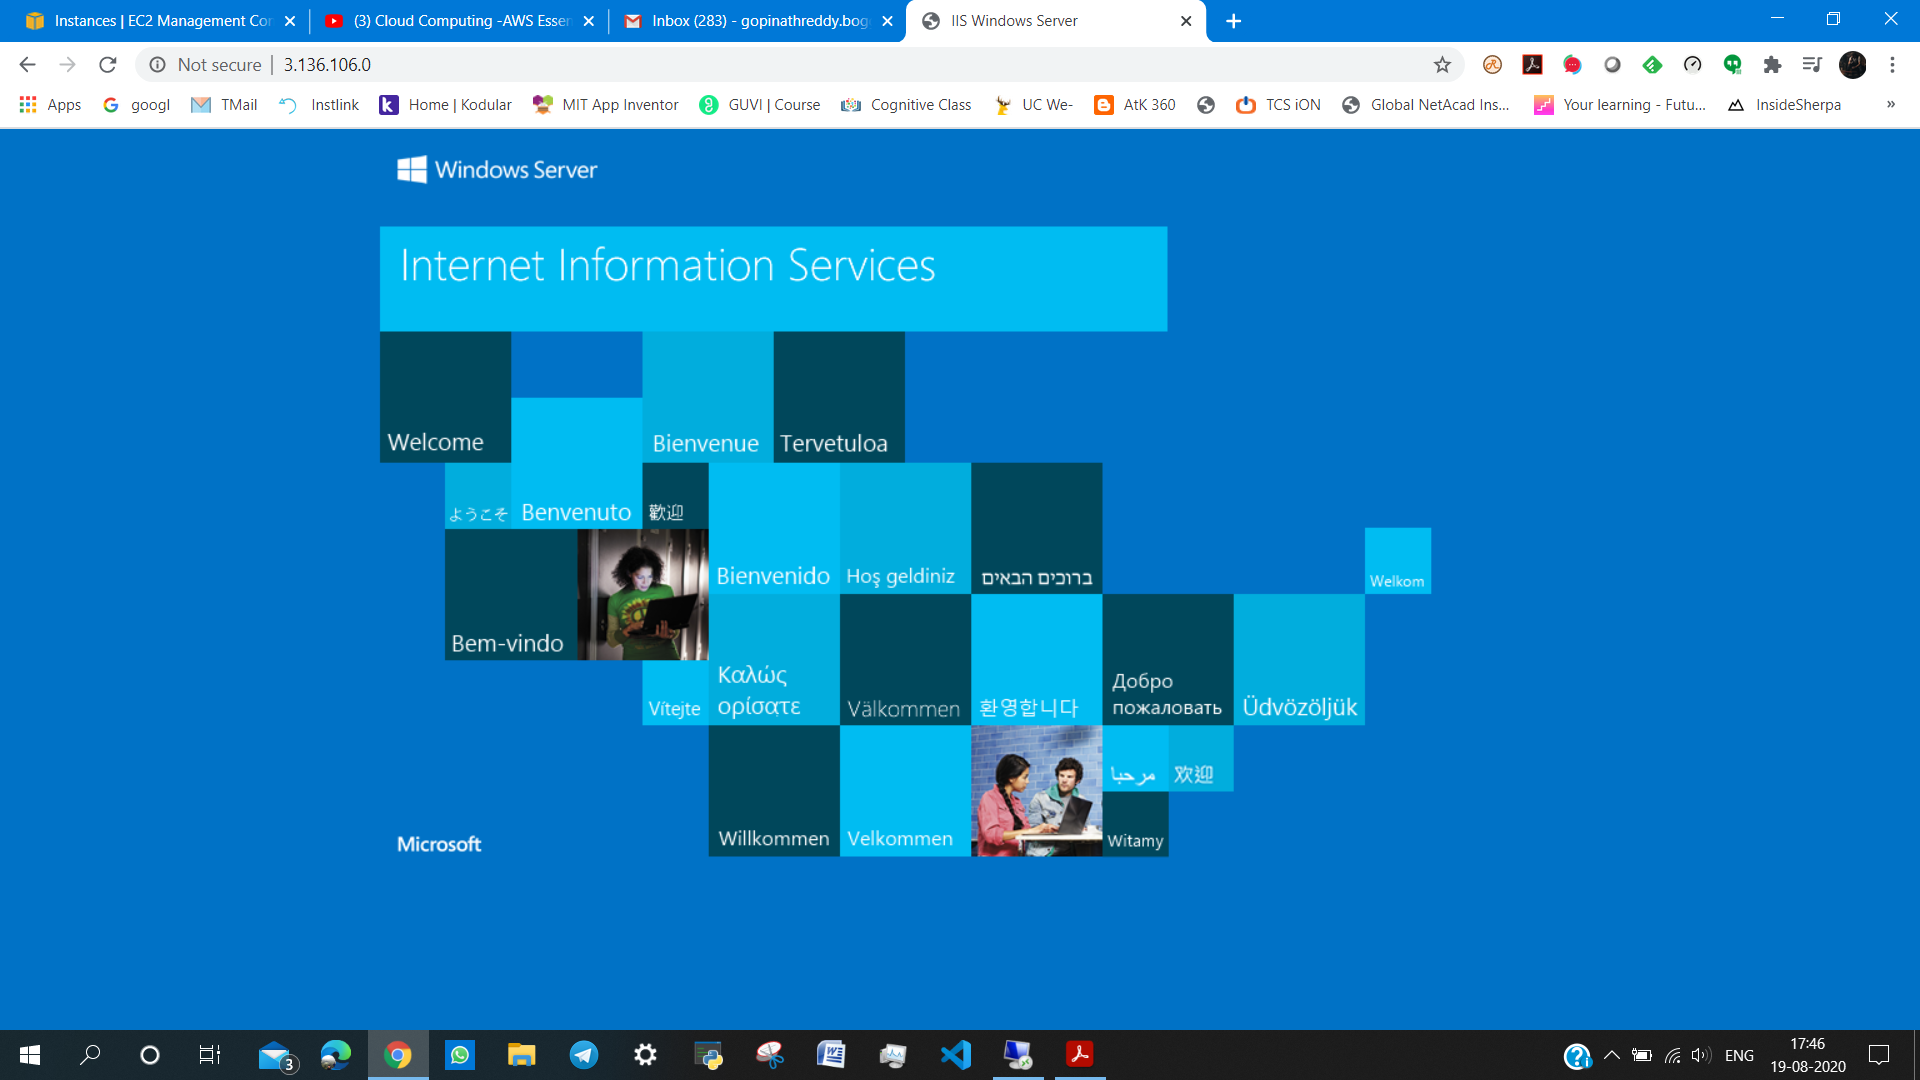 Instances | EC2 Management Con
(3) Cloud Computing -AWS Essen
Inbox (283) - gopinathreddy.bog
IIS Windows Server
Not secure | 3.136.106.0
Apps
googl
TMail
Instlink
Home | Kodular
MIT App Inventor
GUVI | Course
Cognitive Class
UC We-
AtK 360
TCS iON
Global NetAcad Ins...
Your learning - Futu...
InsideSherpa
»
Windows Server
Internet Information Services
Welcome
Bienvenue
Tervetuloa
ようこそ
Benvenuto
歡迎
Bienvenido
Hoş geldiniz
ברוכים הבאים
Welkom
Bem-vindo
Vítejte
Καλώς
ορίσατε
Välkommen
환영합니다
Добро
пожаловать
Üdvözöljük
مرحبا
欢迎
Willkommen
Velkommen
Witamy
Microsoft
3
ENG
17:46
19-08-2020